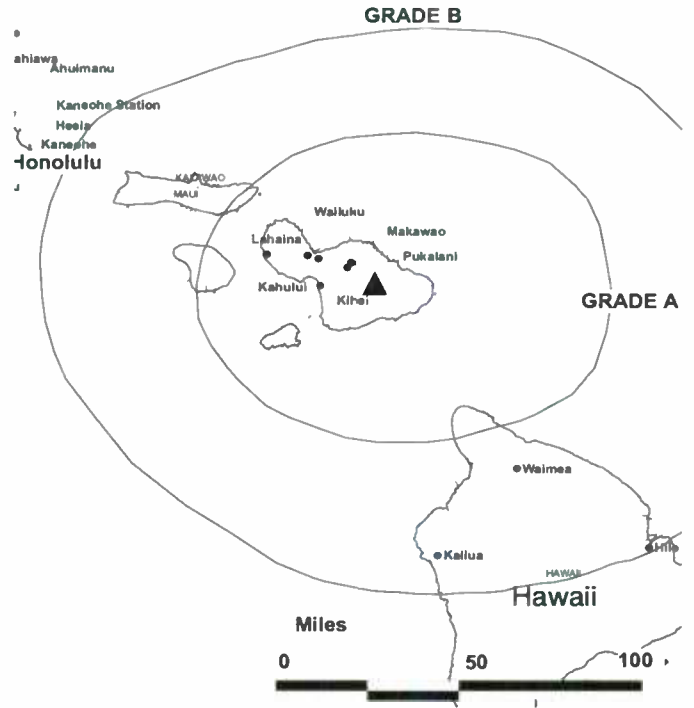 GRADE B
ahiawa
Ahuimanu
Kaneohe Station
Heeia
Kaneohe
Honolulu
MAUI
Wailuku
Makawao
Lahaina
Pukalani
Kahului
Kihei
GRADE A
Waimea
Kailua
Hilo
HAWAII
Hawaii
Miles
0 50 100